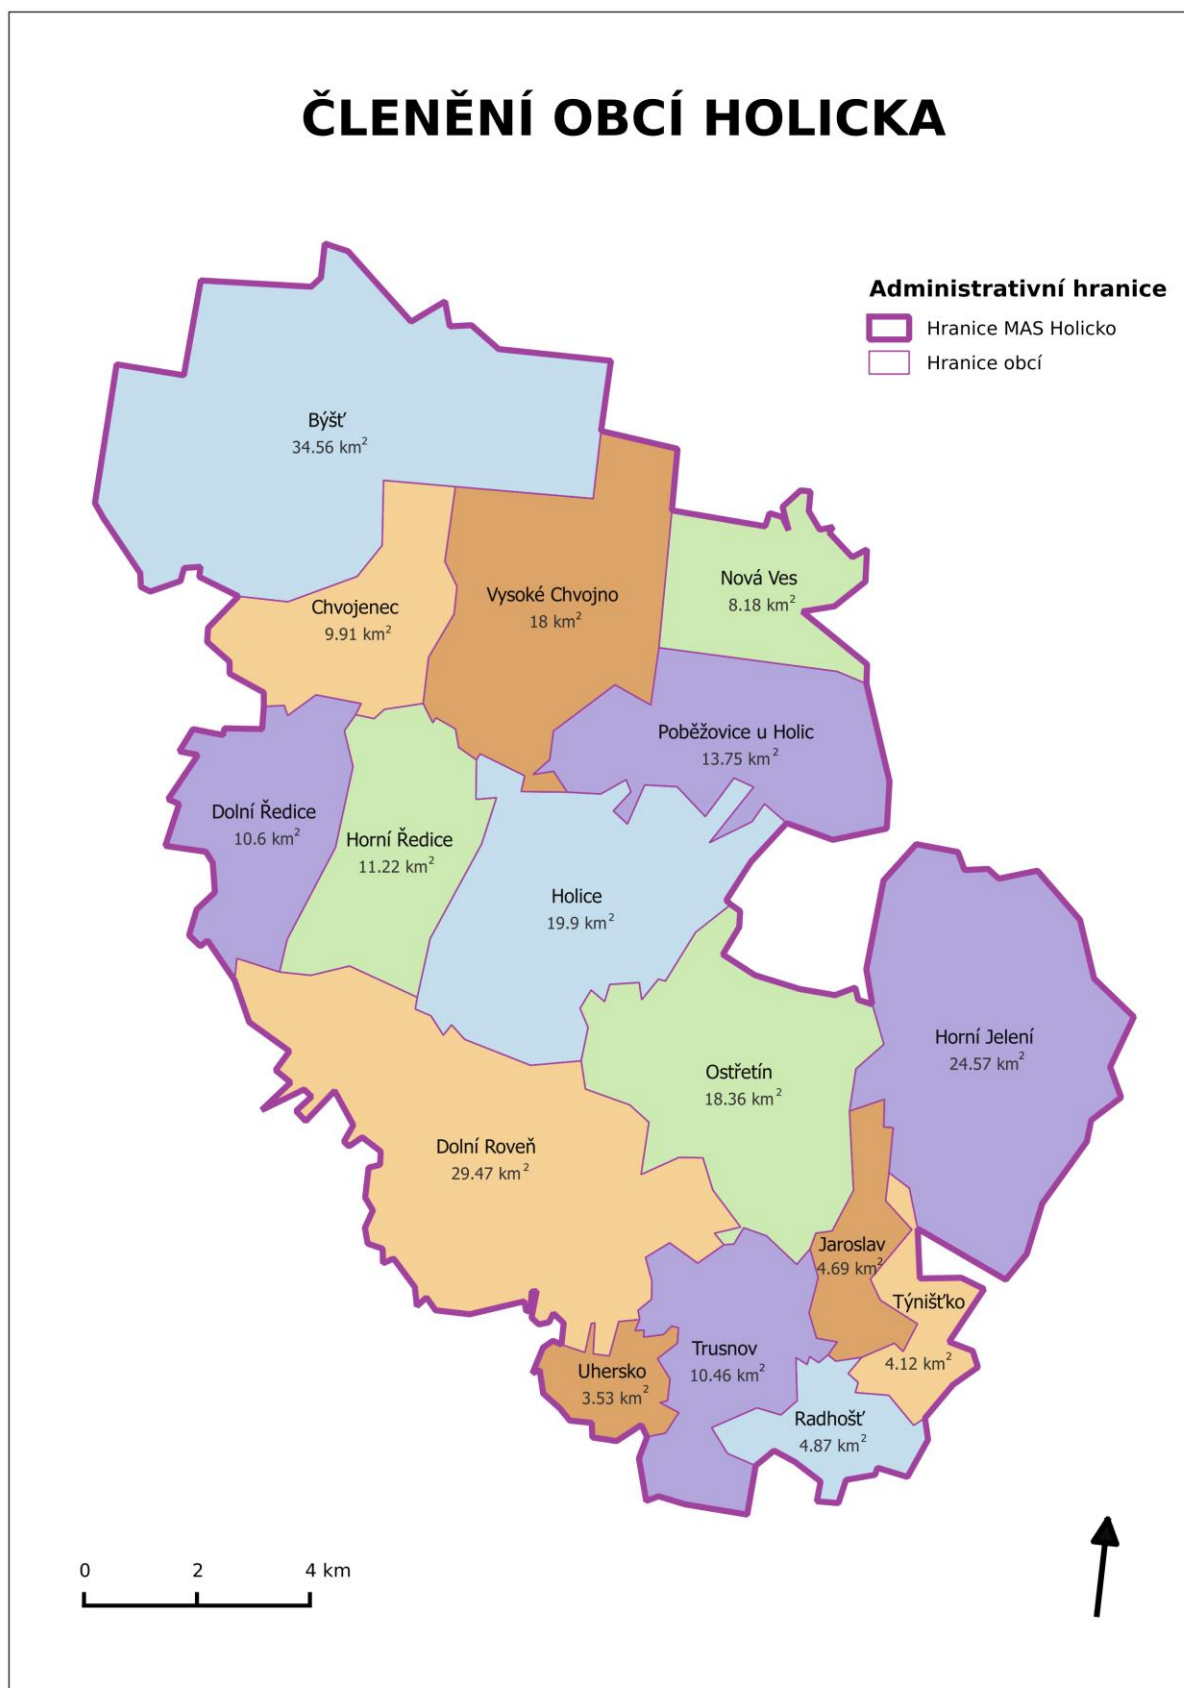 ČLENĚNÍ OBCÍ HOLICKA
Administrativní hranice
Hranice MAS Holicko
Hranice obcí
Býšť
34.56 km²
Nová Ves
8.18 km²
Vysoké Chvojno
18 km²
Chvojenec
9.91 km²
Poběžovice u Holic
13.75 km²
Dolní Ředice
10.6 km²
Horní Ředice
11.22 km²
Holice
19.9 km²
Horní Jelení
24.57 km²
Ostřetín
18.36 km²
Dolní Roveň
29.47 km²
Jaroslav
4.69 km²
Týnišťko
4.12 km²
Trusnov
10.46 km²
Uhersko
3.53 km²
Radhošť
4.87 km²
0 2 4 km